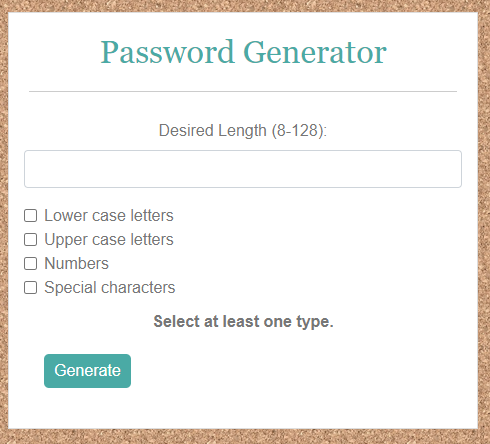 Password Generator
Desired Length (8-128):
Lower case letters
Upper case letters
Numbers
Special characters
Select at least one type.
Generate